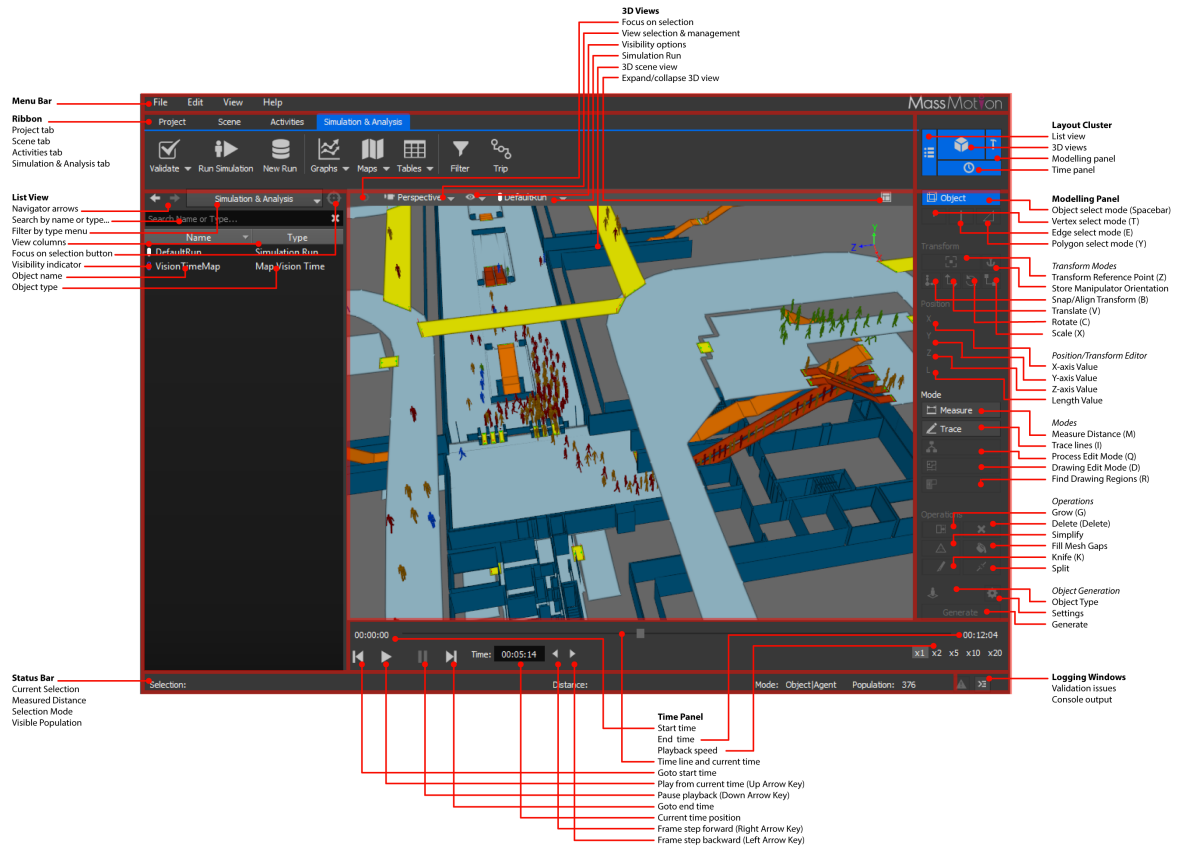 3D Views
Focus on selection
View selection & management
Visibility options
Simulation Run
3D scene view
Expand/collapse 3D view
Menu Bar
Ribbon
Project tab
Scene tab
Activities tab
Simulation & Analysis tab
List View
Navigator arrows
Search by name or type...
Filter by type menu
View columns
Focus on selection button
Visibility indicator
Object name
Object type
Status Bar
Current Selection
Measured Distance
Selection Mode
Visible Population
File Edit View Help
MassMotion
Project Scene Activities Simulation & Analysis
Validate Run Simulation New Run Graphs Maps Tables Filter Trip
Simulation & Analysis
Search Name or Type...
Name Type
DefaultRun Simulation Run
VisionTimeMap Map Vision Time
Perspective DefaultRun
Y
Z
Object
Transform
Position
X
Y
Z
L
Mode
Measure
Trace
Operations
Generate
00:00:00 00:12:04
Time: 00:05:14
x1 x2 x5 x10 x20
Selection: Distance: Mode: Object|Agent Population: 376
Layout Cluster
List view
3D views
Modelling panel
Time panel
Modelling Panel
Object select mode (Spacebar)
Vertex select mode (T)
Edge select mode (E)
Polygon select mode (Y)
Transform Modes
Transform Reference Point (Z)
Store Manipulator Orientation
Snap/Align Transform (B)
Translate (V)
Rotate (C)
Scale (X)
Position/Transform Editor
X-axis Value
Y-axis Value
Z-axis Value
Length Value
Modes
Measure Distance (M)
Trace lines (I)
Process Edit Mode (Q)
Drawing Edit Mode (D)
Find Drawing Regions (R)
Operations
Grow (G)
Delete (Delete)
Simplify
Fill Mesh Gaps
Knife (K)
Split
Object Generation
Object Type
Settings
Generate
Logging Windows
Validation issues
Console output
Time Panel
Start time
End time
Playback speed
Time line and current time
Goto start time
Play from current time (Up Arrow Key)
Pause playback (Down Arrow Key)
Goto end time
Current time position
Frame step forward (Right Arrow Key)
Frame step backward (Left Arrow Key)